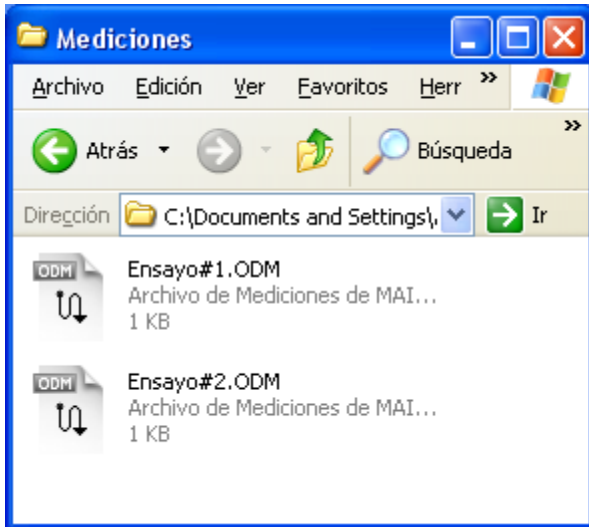 Mediciones
Archivo Edición Ver Favoritos Herr »
Atrás Búsqueda »
Dirección C:\Documents and Settings\, Ir
ODM
Ensayo#1.ODM
Archivo de Mediciones de MAI...
1 KB
ODM
Ensayo#2.ODM
Archivo de Mediciones de MAI...
1 KB